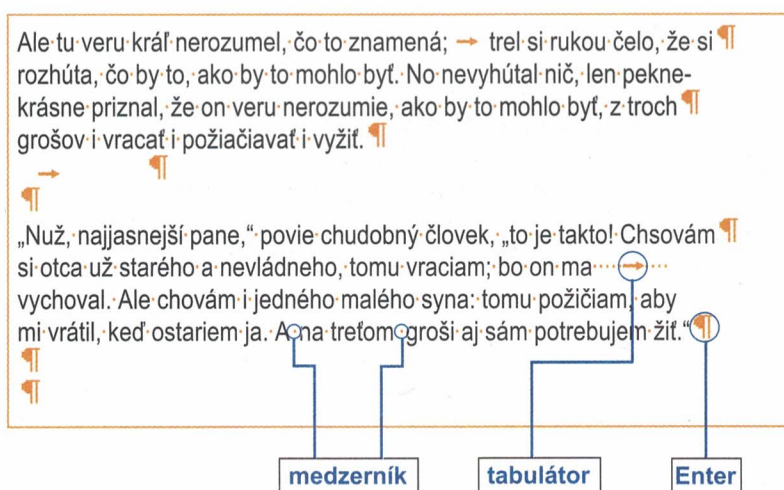 Ale·tu·veru·kráľ·nerozumel,·čo·to·znamená; → trel·si·rukou·čelo,·že·si¶
rozhúta,·čo·by·to,·ako·by·to·mohlo·byť.·No·nevyhútal·nič,·len·pekne-
krásne·priznal,·že·on·veru·nerozumie,·ako·by·to·mohlo·byť,·z·troch¶
grošov·i·vracať·i·požiačiavať·i·vyžiť.¶
→ ¶
¶
„Nuž,·najjasnejší·pane,“·povie·chudobný·človek,·„to·je·takto!·Chsovám¶
si·otca·už·starého·a·nevládneho,·tomu·vraciam;·bo·on·ma····→···
vychoval.·Ale·chovám·i·jedného·malého·syna:·tomu·požičiam,·aby
mi·vrátil,·keď·ostariem·ja.·A·na·treťom·groši·aj·sám·potrebujem·žiť.“¶
¶
¶
medzerník tabulátor Enter